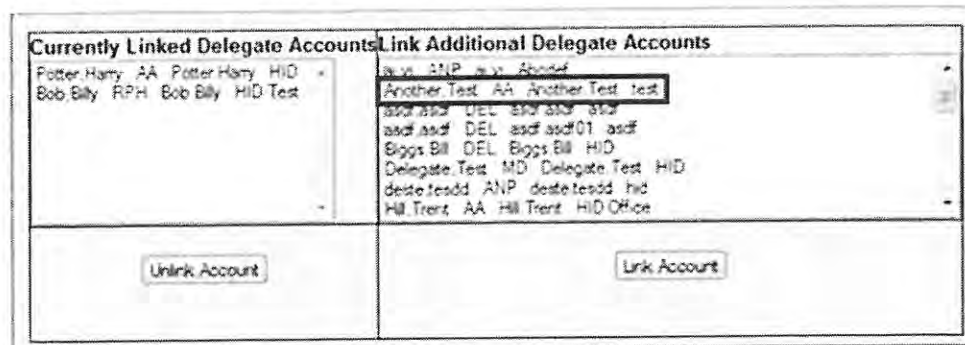 Currently Linked Delegate Accounts
Potter.Harry AA Potter.Harry HID
Bob.Billy RPH Bob.Billy HID Test
Unlink Account
Link Additional Delegate Accounts
ANP
Another.Test AA Another.Test test
asdf.asdf DEL asdf.asdf asdf
asdf.asdf DEL asdf.asdf01 asdf
Biggs.Bill DEL Biggs.Bill HID
Delegate.Test MD Delegate.Test HID
deste.tesdd ANP deste.tesdd hid
Hill.Trent AA Hill.Trent HID Office
Link Account